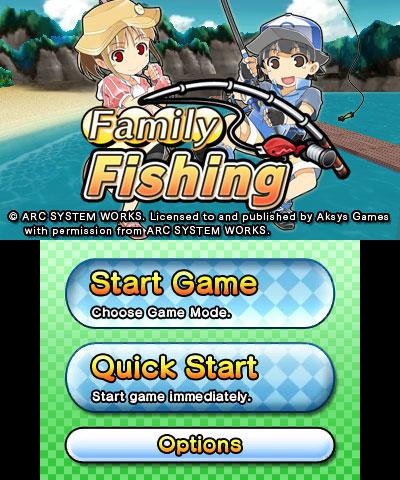 Family
Fishing
© ARC SYSTEM WORKS. Licensed to and published by Aksys Games
with permission from ARC SYSTEM WORKS.
Start Game
Choose Game Mode.
Quick Start
Start game immediately.
Options